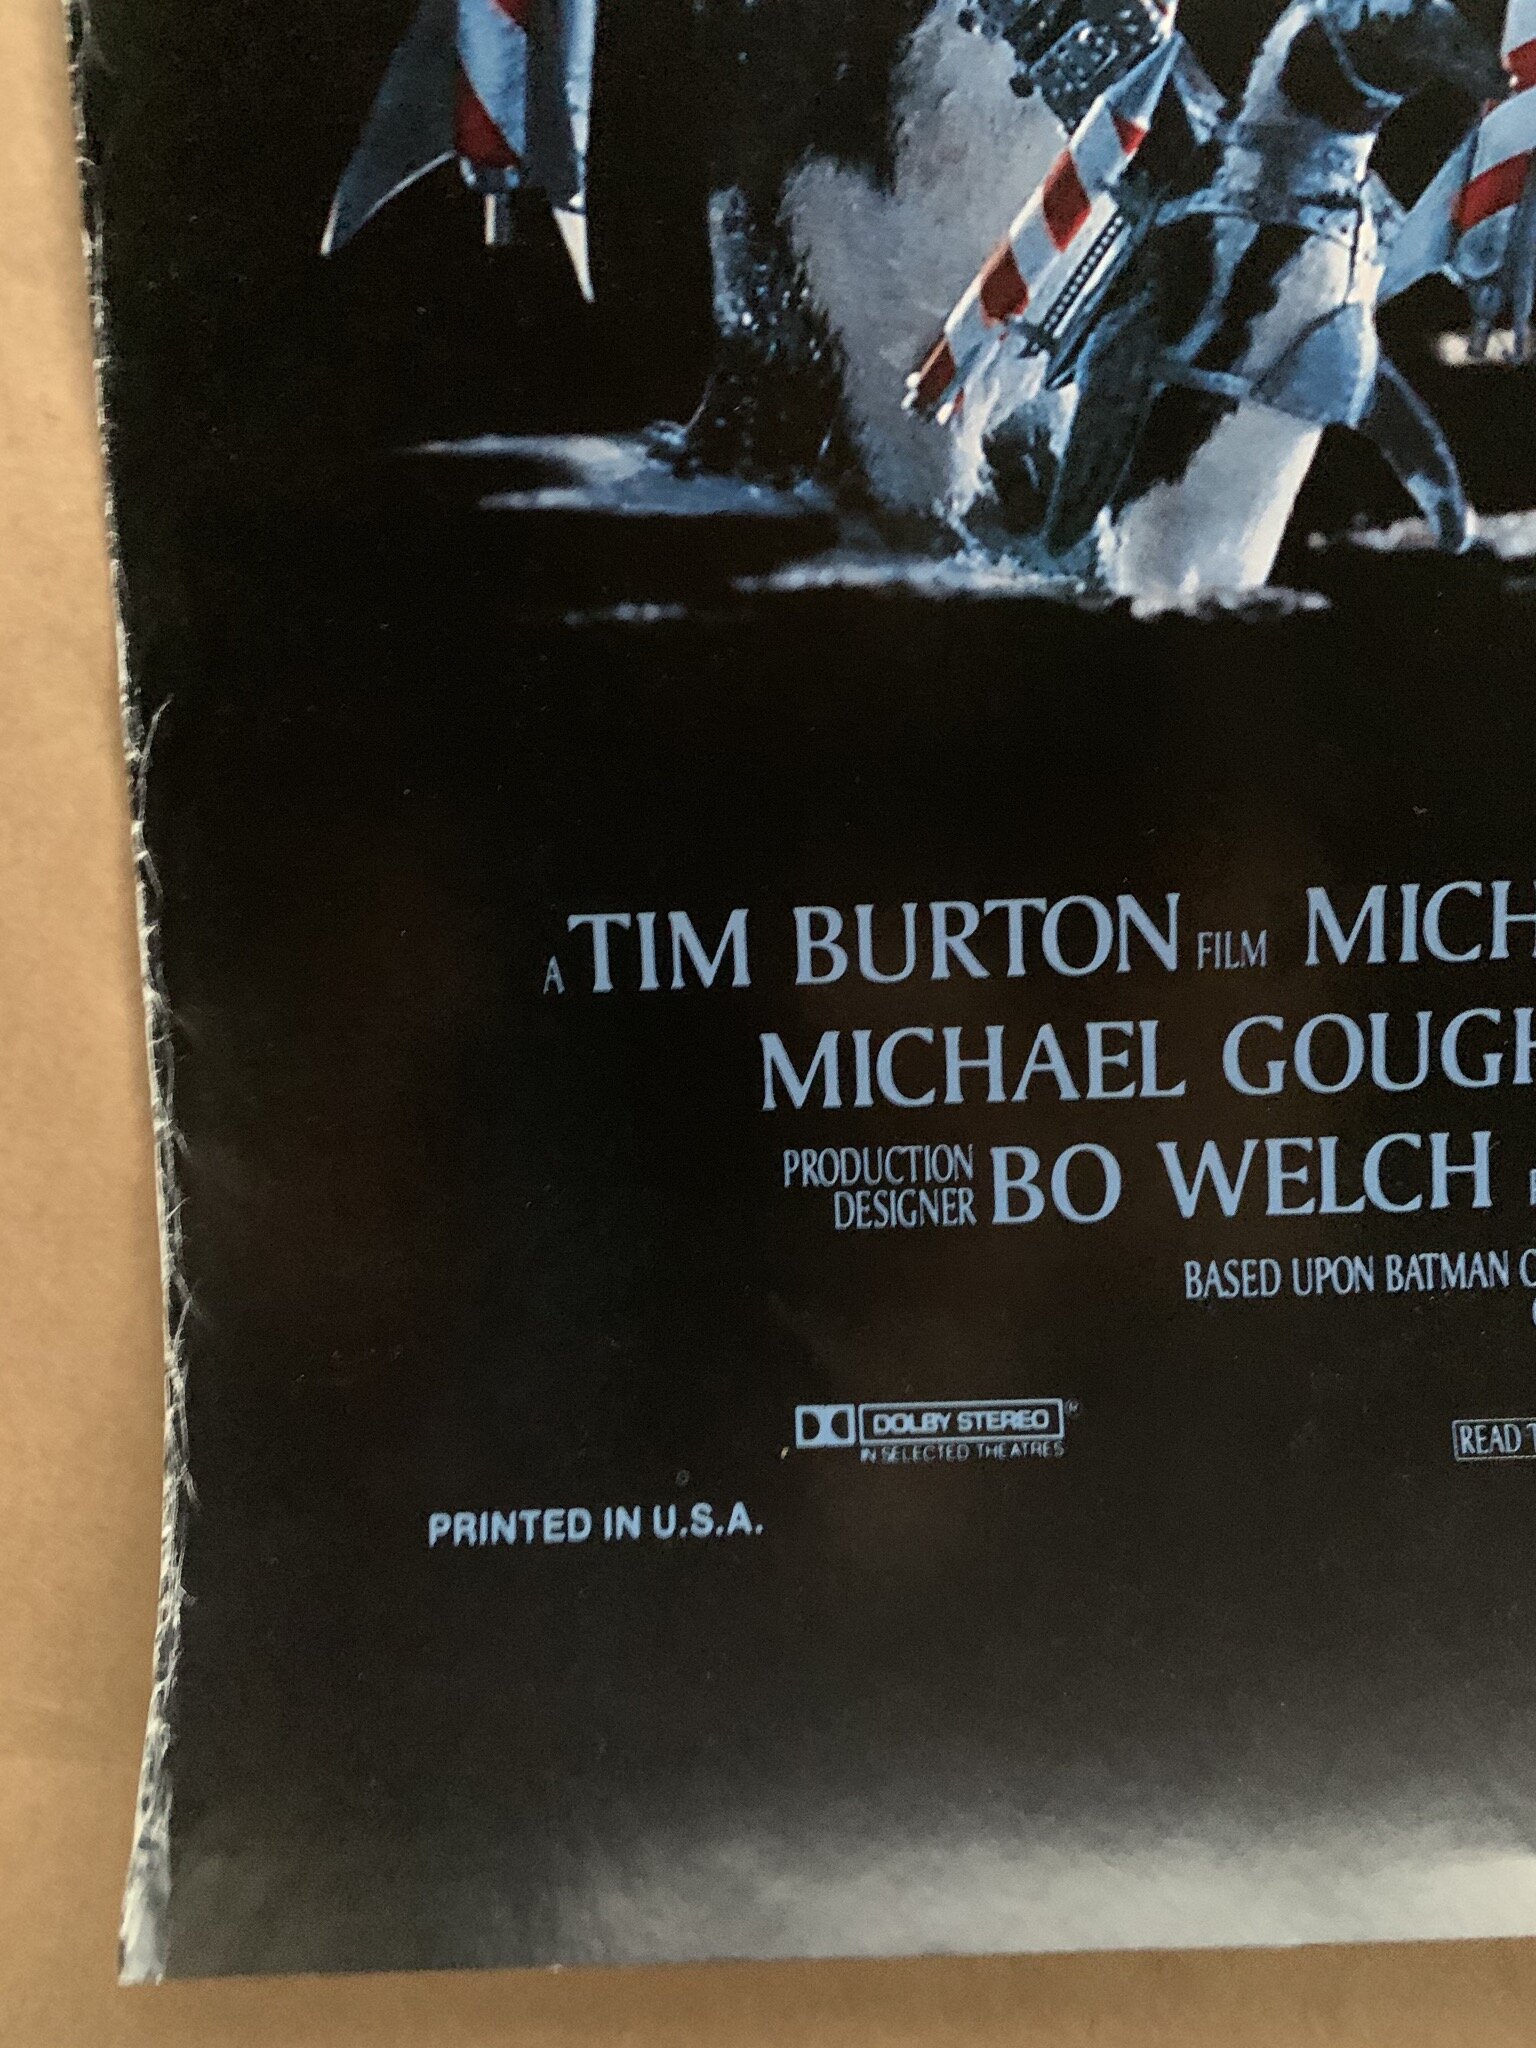 A TIM BURTON FILM MICH
MICHAEL GOUGH
PRODUCTION DESIGNER BO WELCH
BASED UPON BATMAN
DOLBY STEREO ®
IN SELECTED THEATRES
READ
PRINTED IN U.S.A.